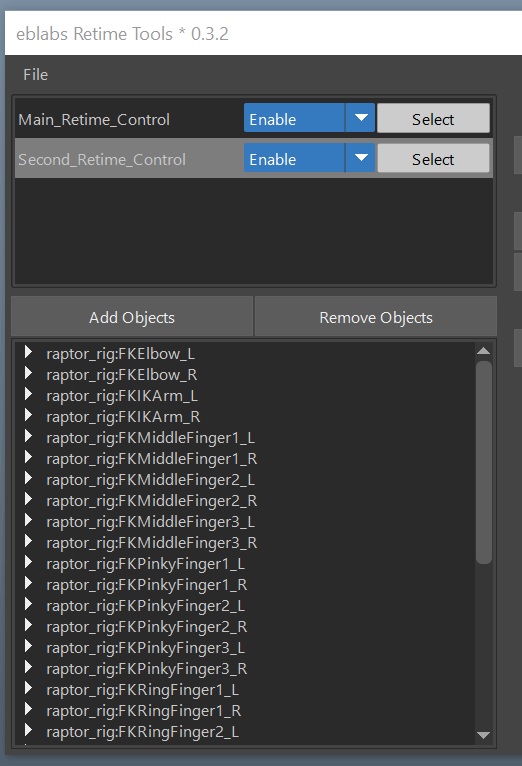 eblabs Retime Tools * 0.3.2
File
Main_Retime_Control Enable Select
Second_Retime_Control Enable Select
Add Objects Remove Objects
raptor_rig:FKElbow_L
raptor_rig:FKElbow_R
raptor_rig:FKIKArm_L
raptor_rig:FKIKArm_R
raptor_rig:FKMiddleFinger1_L
raptor_rig:FKMiddleFinger1_R
raptor_rig:FKMiddleFinger2_L
raptor_rig:FKMiddleFinger2_R
raptor_rig:FKMiddleFinger3_L
raptor_rig:FKMiddleFinger3_R
raptor_rig:FKPinkyFinger1_L
raptor_rig:FKPinkyFinger1_R
raptor_rig:FKPinkyFinger2_L
raptor_rig:FKPinkyFinger2_R
raptor_rig:FKPinkyFinger3_L
raptor_rig:FKPinkyFinger3_R
raptor_rig:FKRingFinger1_L
raptor_rig:FKRingFinger1_R
raptor_rig:FKRingFinger2_L